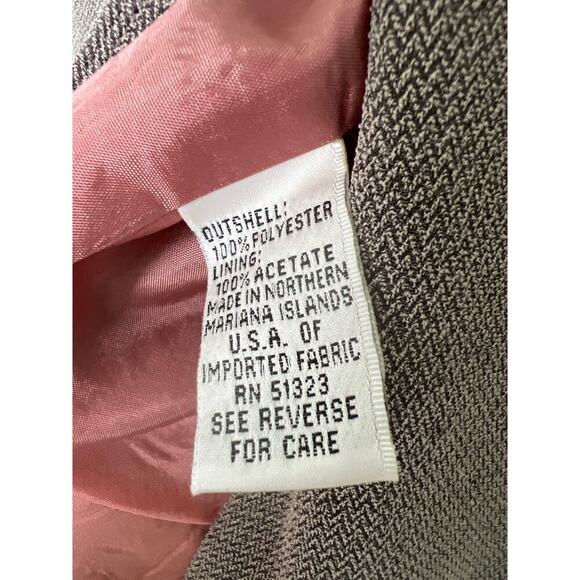 OUTSHELL:
100% POLYESTER
LINING:
100% ACETATE
MADE IN NORTHERN
MARIANA ISLANDS
U.S.A. OF
IMPORTED FABRIC
RN 51323
SEE REVERSE
FOR CARE